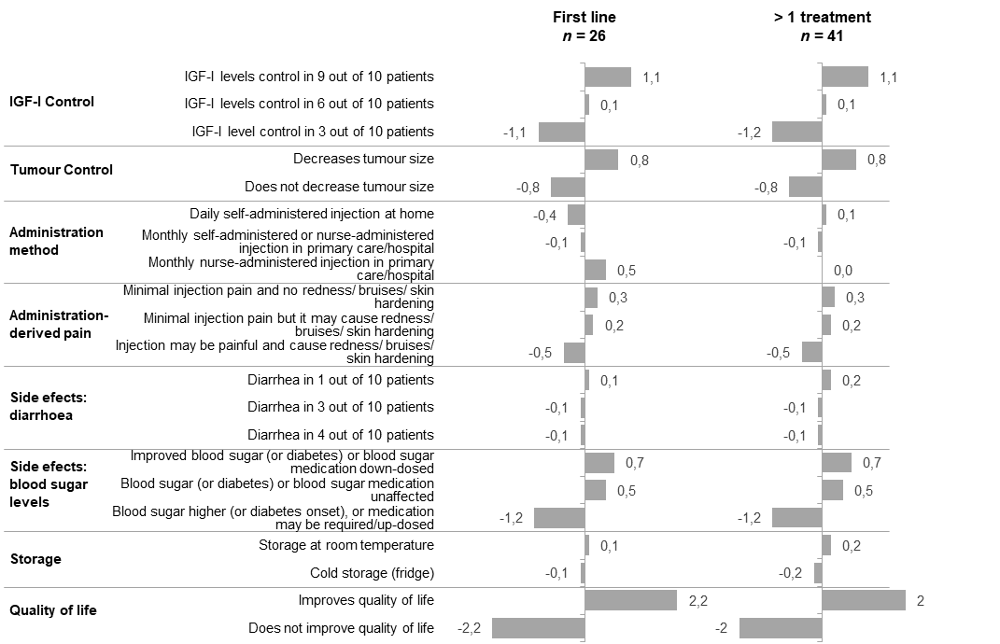 First line > 1 treatment
n = 26 n = 41
IGF-I levels control in 9 out of 10 patients 1,1 1,1
IGF-I Control
IGF-I levels control in 6 out of 10 patients 0,1 0,1
IGF-I level control in 3 out of 10 patients -1,1 -1,2
Decreases tumour size 0,8 0,8
Tumour Control
Does not decrease tumour size -0,8 -0,8
Daily self-administered injection at home -0,4 0,1
Administration
method
Monthly self-administered or nurse-administered
injection in primary care/hospital -0,1 -0,1
Monthly nurse-administered injection in primary
care/hospital 0,5 0,0
Minimal injection pain and no redness/ bruises/ skin
hardening 0,3 0,3
Administration-
derived pain
Minimal injection pain but it may cause redness/
bruises/ skin hardening 0,2 0,2
Injection may be painful and cause redness/ bruises/
skin hardening -0,5 -0,5
Diarrhea in 1 out of 10 patients 0,1 0,2
Side efects:
diarrhoea
Diarrhea in 3 out of 10 patients -0,1 -0,1
Diarrhea in 4 out of 10 patients -0,1 -0,1
Improved blood sugar (or diabetes) or blood sugar
medication down-dosed 0,7 0,7
Side efects:
blood sugar
levels
Blood sugar (or diabetes) or blood sugar medication
unaffected 0,5 0,5
Blood sugar higher (or diabetes onset), or medication
may be required/up-dosed -1,2 -1,2
Storage at room temperature 0,1 0,2
Storage
Cold storage (fridge) -0,1 -0,2
Improves quality of life 2,2 2
Quality of life
Does not improve quality of life -2,2 -2